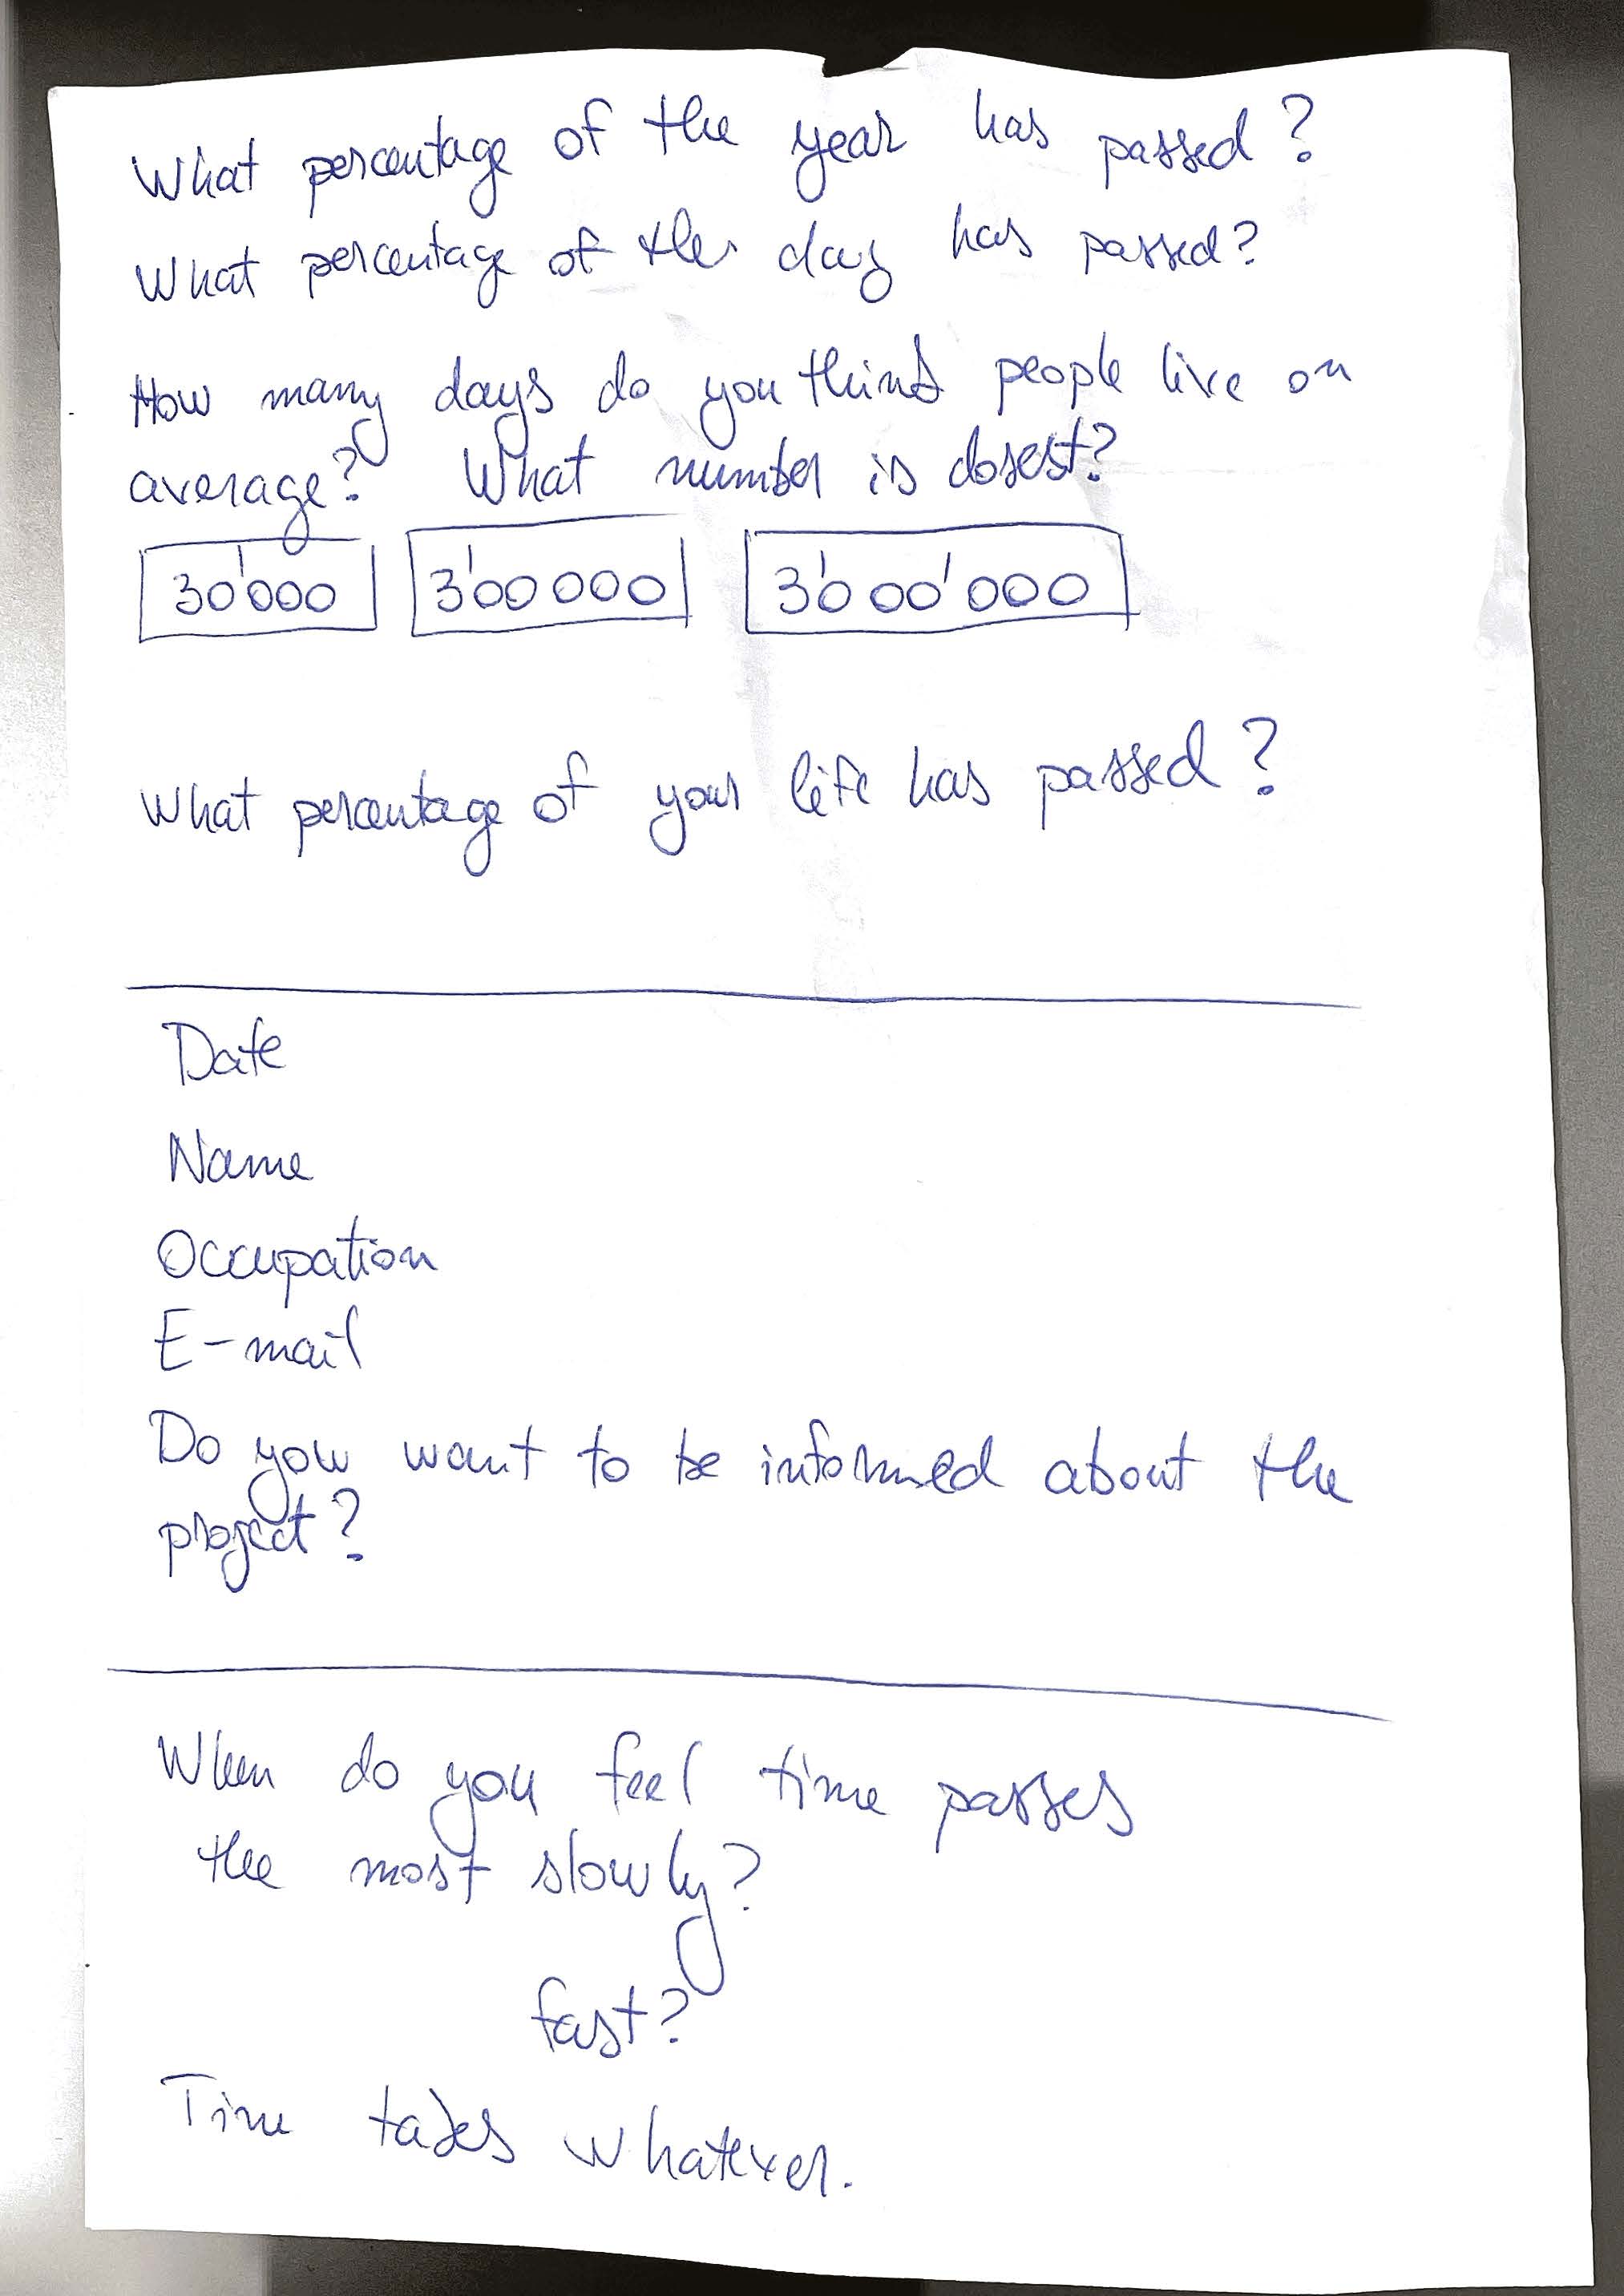 What percentage of the year has passed?
What percentage of the day has passed?
How many days do you think people live on
average? What number is closest?
30'000 3'00 000 3'0 00'000
What percentage of your life has passed?
Date
Name
Occupation
E-mail
Do you want to be informed about the
project?
When do you feel time passes
the most slowly?
fast?
Time takes whatever.